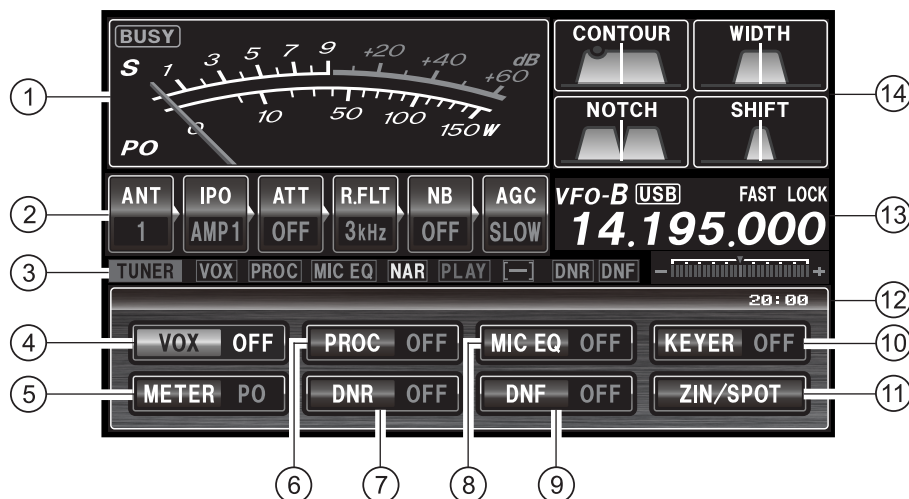 BUSY
S 1 3 5 7 9 +20 +40 +60 dB
0 10 50 100 150 W
PO
CONTOUR WIDTH
NOTCH SHIFT
1
14
ANT IPO ATT R.FLT NB AGC
1 AMP1 OFF 3kHz OFF SLOW
2
VFO-B USB FAST LOCK
14.195.000
13
3
TUNER VOX PROC MIC EQ NAR PLAY [—] DNR DNF − +
20:00
12
4
VOX OFF PROC OFF MIC EQ OFF KEYER OFF
10
5
METER PO DNR OFF DNF OFF ZIN/SPOT
11
6 7 8 9